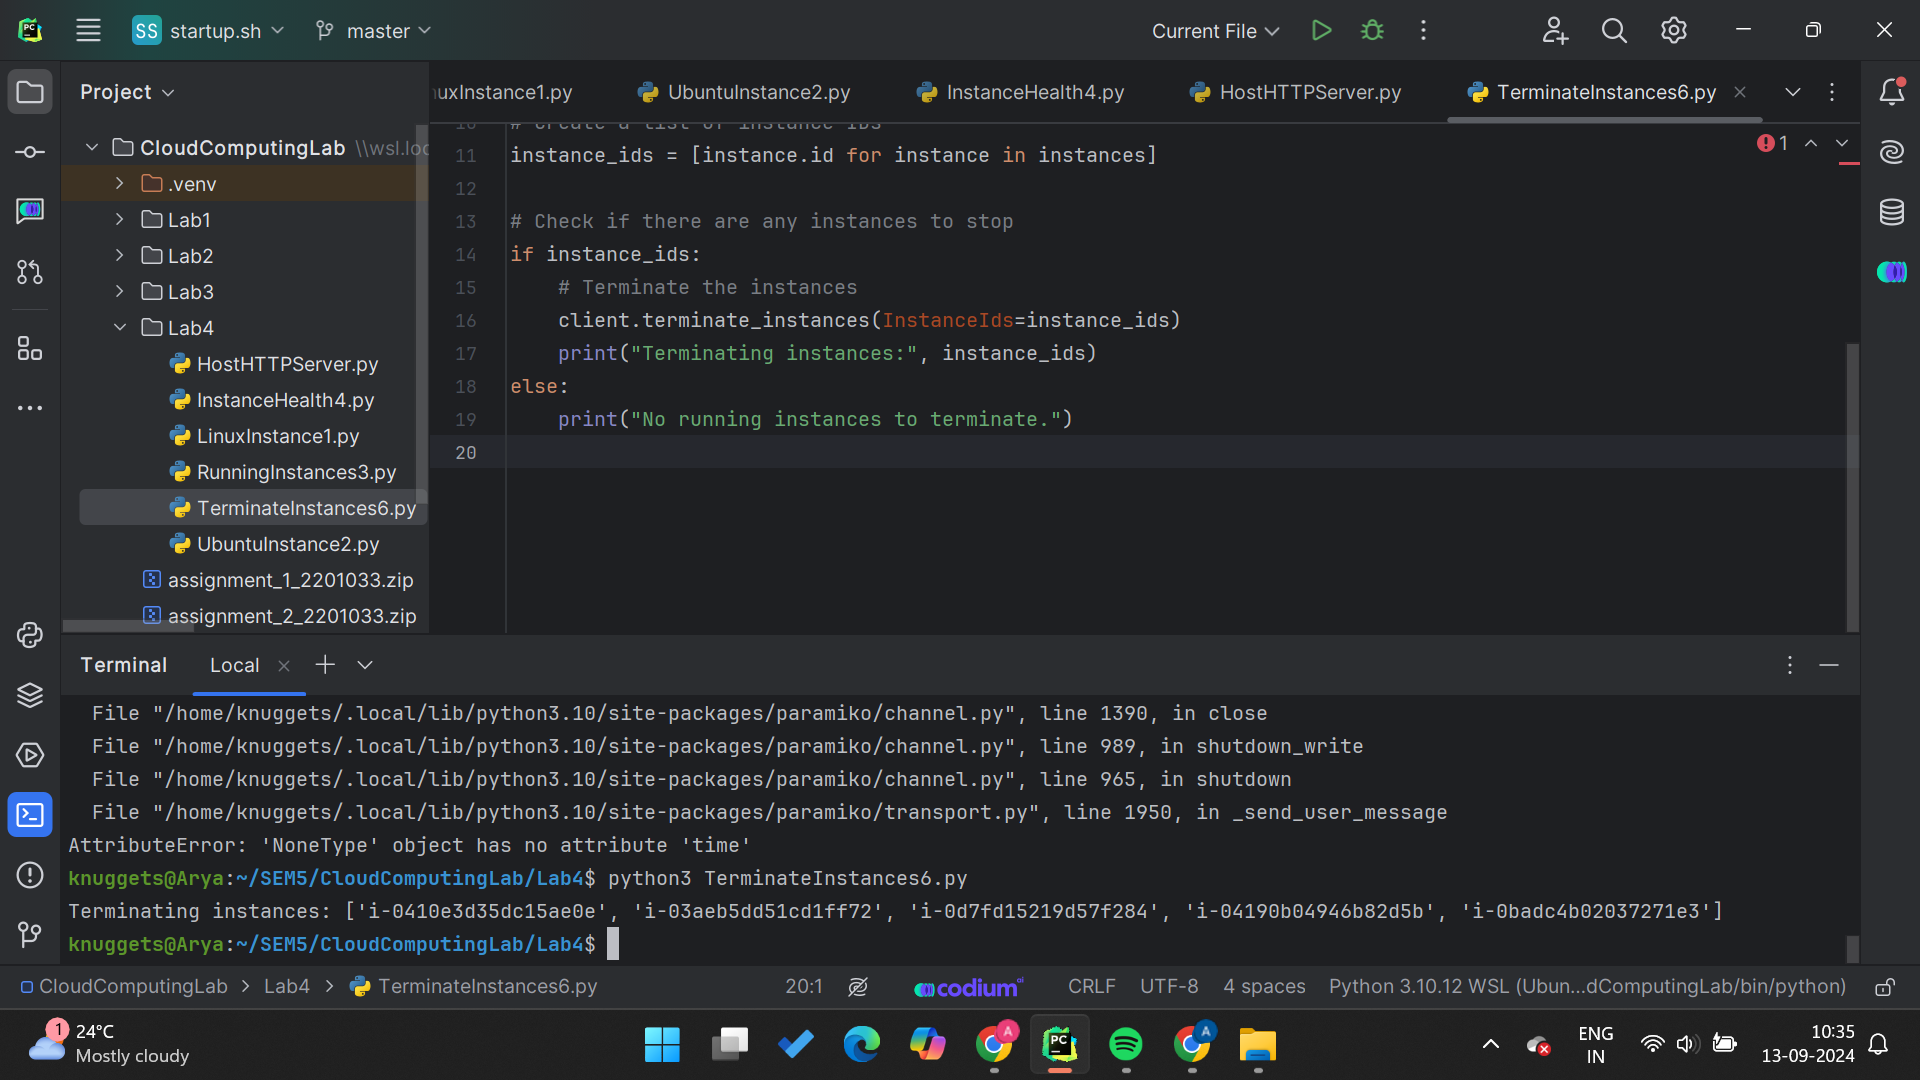 PC
SS startup.sh master Current File
Project
uxInstance1.py UbuntuInstance2.py InstanceHealth4.py HostHTTPServer.py TerminateInstances6.py
CloudComputingLab \\wsl.loc
.venv
Lab1
Lab2
Lab3
Lab4
HostHTTPServer.py
InstanceHealth4.py
LinuxInstance1.py
RunningInstances3.py
TerminateInstances6.py
UbuntuInstance2.py
assignment_1_2201033.zip
assignment_2_2201033.zip
10 # Create a list of instance IDs
11 instance_ids = [instance.id for instance in instances]
12
13 # Check if there are any instances to stop
14 if instance_ids:
15 # Terminate the instances
16 client.terminate_instances(InstanceIds=instance_ids)
17 print("Terminating instances:", instance_ids)
18 else:
19 print("No running instances to terminate.")
20
1
Terminal Local
File "/home/knuggets/.local/lib/python3.10/site-packages/paramiko/channel.py", line 1390, in close
File "/home/knuggets/.local/lib/python3.10/site-packages/paramiko/channel.py", line 989, in shutdown_write
File "/home/knuggets/.local/lib/python3.10/site-packages/paramiko/channel.py", line 965, in shutdown
File "/home/knuggets/.local/lib/python3.10/site-packages/paramiko/transport.py", line 1950, in _send_user_message
AttributeError: 'NoneType' object has no attribute 'time'
knuggets@Arya:~/SEM5/CloudComputingLab/Lab4$ python3 TerminateInstances6.py
Terminating instances: ['i-0410e3d35dc15ae0e', 'i-03aeb5dd51cd1ff72', 'i-0d7fd15219d57f284', 'i-04190b04946b82d5b', 'i-0badc4b02037271e3']
knuggets@Arya:~/SEM5/CloudComputingLab/Lab4$
CloudComputingLab > Lab4 > TerminateInstances6.py 20:1 codium ai CRLF UTF-8 4 spaces Python 3.10.12 WSL (Ubun...dComputingLab/bin/python)
1 24°C
Mostly cloudy
A PC A
ENG
IN
10:35
13-09-2024